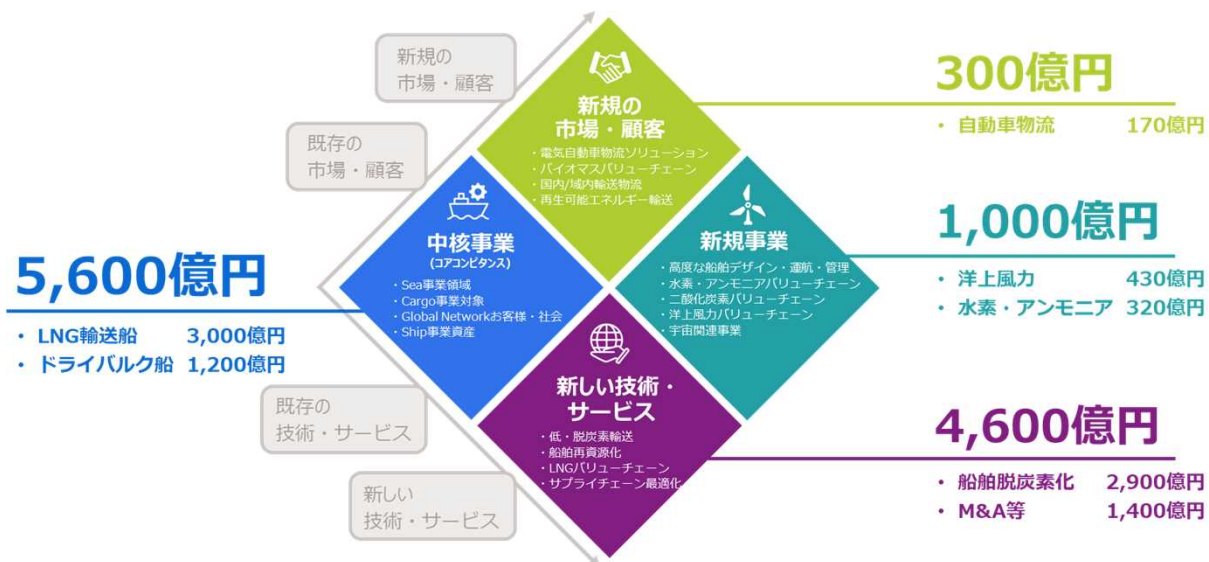 新規の
市場・顧客
既存の
市場・顧客
新規の
市場・顧客
・電気自動車物流ソリューション
・バイオマスバリューチェーン
・国内/域内輸送物流
・再生可能エネルギー輸送
300億円
・ 自動車物流 170億円
中核事業
(コアコンピタンス)
・Sea事業領域
・Cargo事業対象
・Global Networkお客様・社会
・Ship事業資産
5,600億円
・ LNG輸送船 3,000億円
・ ドライバルク船 1,200億円
新規事業
・高度な船舶デザイン・運航・管理
・水素・アンモニアバリューチェーン
・二酸化炭素バリューチェーン
・洋上風力バリューチェーン
・宇宙関連事業
1,000億円
・ 洋上風力 430億円
・ 水素・アンモニア 320億円
既存の
技術・サービス
新しい
技術・サービス
新しい技術・
サービス
・低・脱炭素輸送
・船舶再資源化
・LNGバリューチェーン
・サプライチェーン最適化
4,600億円
・ 船舶脱炭素化 2,900億円
・ M&A等 1,400億円